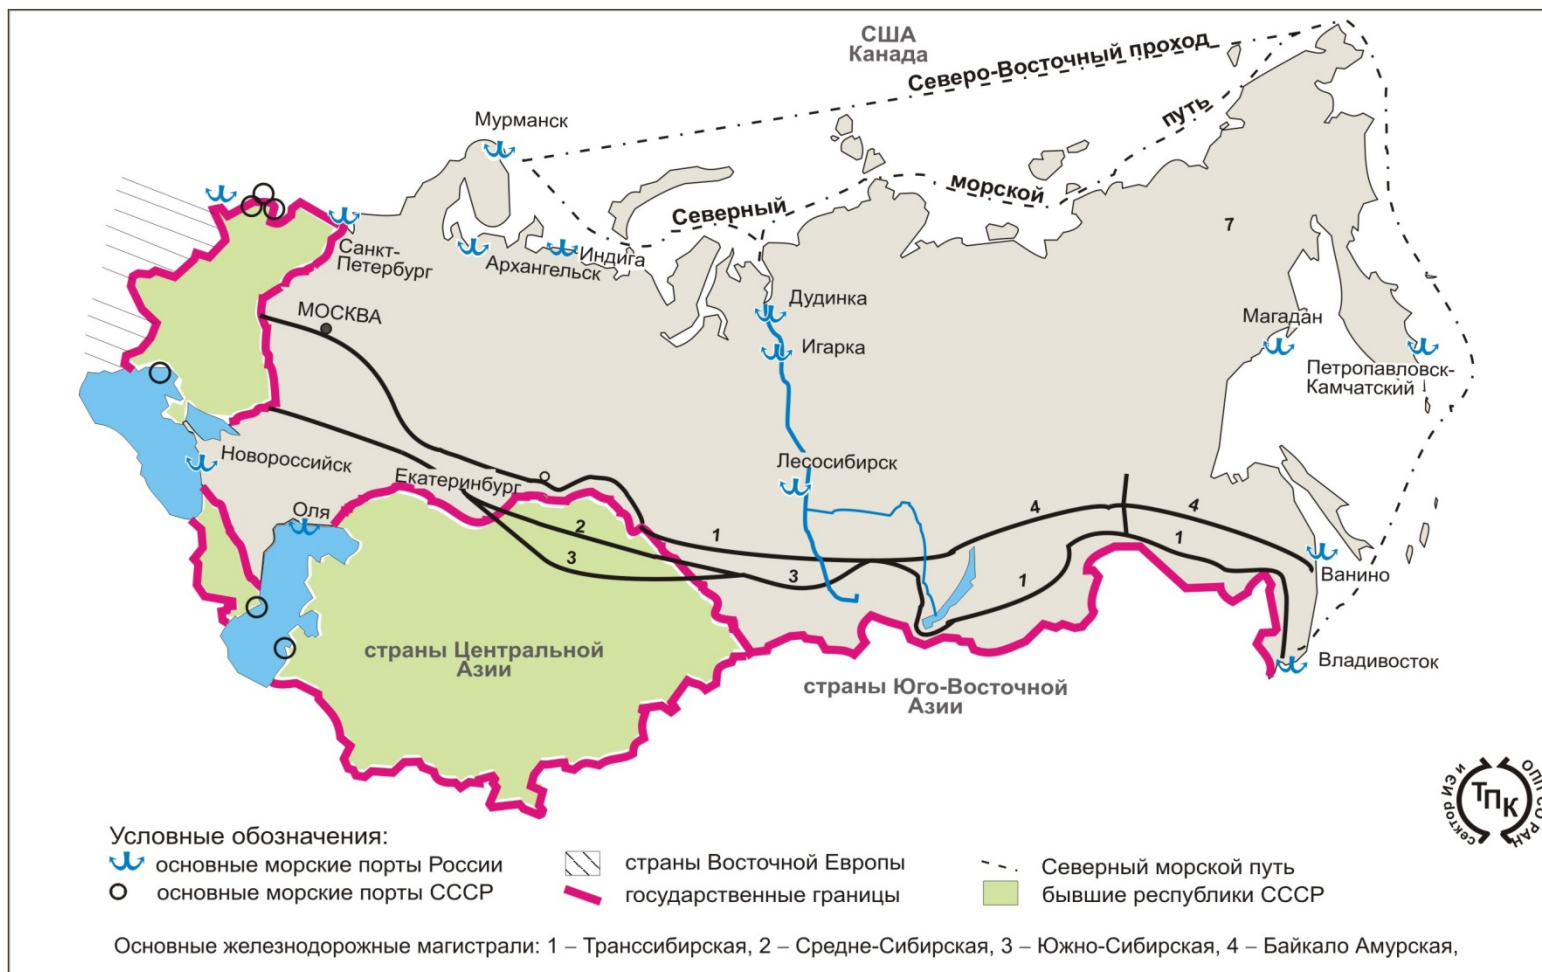 США
Канада
Северо-Восточный проход
путь
Мурманск
морской
Северный
7
Санкт-
Петербург
Архангельск
Индига
МОСКВА
Дудинка
Игарка
Магадан
Петропавловск-
Камчатский
Новороссийск
Екатеринбург
Лесосибирск
Оля
2
3
1
3
4
4
1
1
Ванино
страны Центральной
Азии
страны Юго-Восточной
Азии
Владивосток
сектор ИЭ и
ОПП СО РАН
ТПК
Условные обозначения:
основные морские порты России
основные морские порты СССР
страны Восточной Европы
государственные границы
Северный морской путь
бывшие республики СССР
Основные железнодорожные магистрали: 1 – Транссибирская, 2 – Средне-Сибирская, 3 – Южно-Сибирская, 4 – Байкало Амурская,